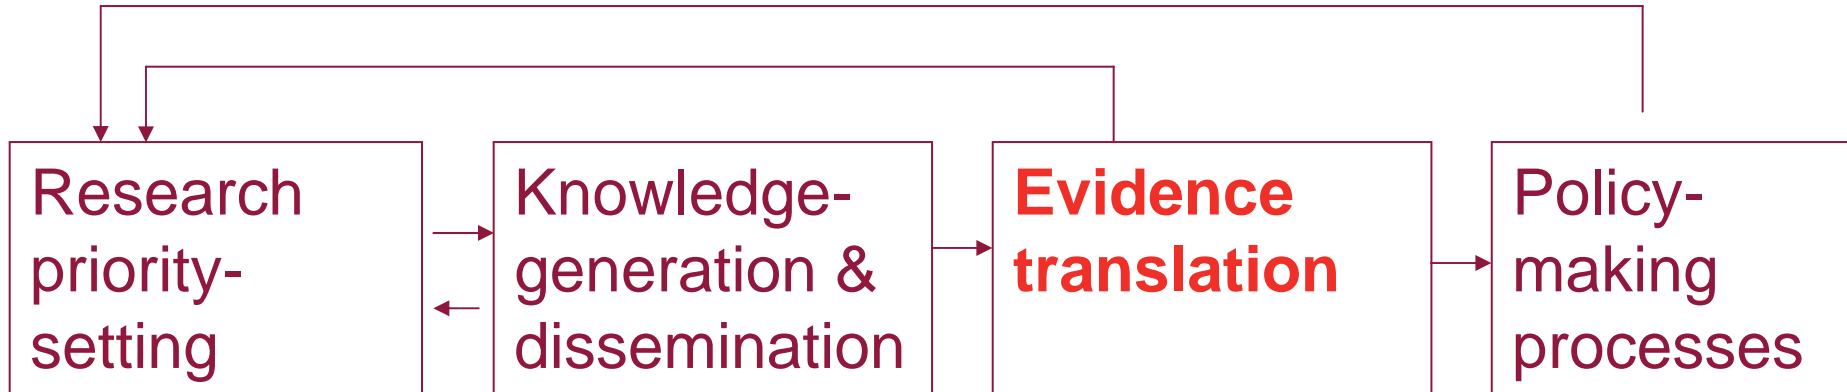 Research
priority-
setting
Knowledge-
generation &
dissemination
Evidence
translation
Policy-
making
processes